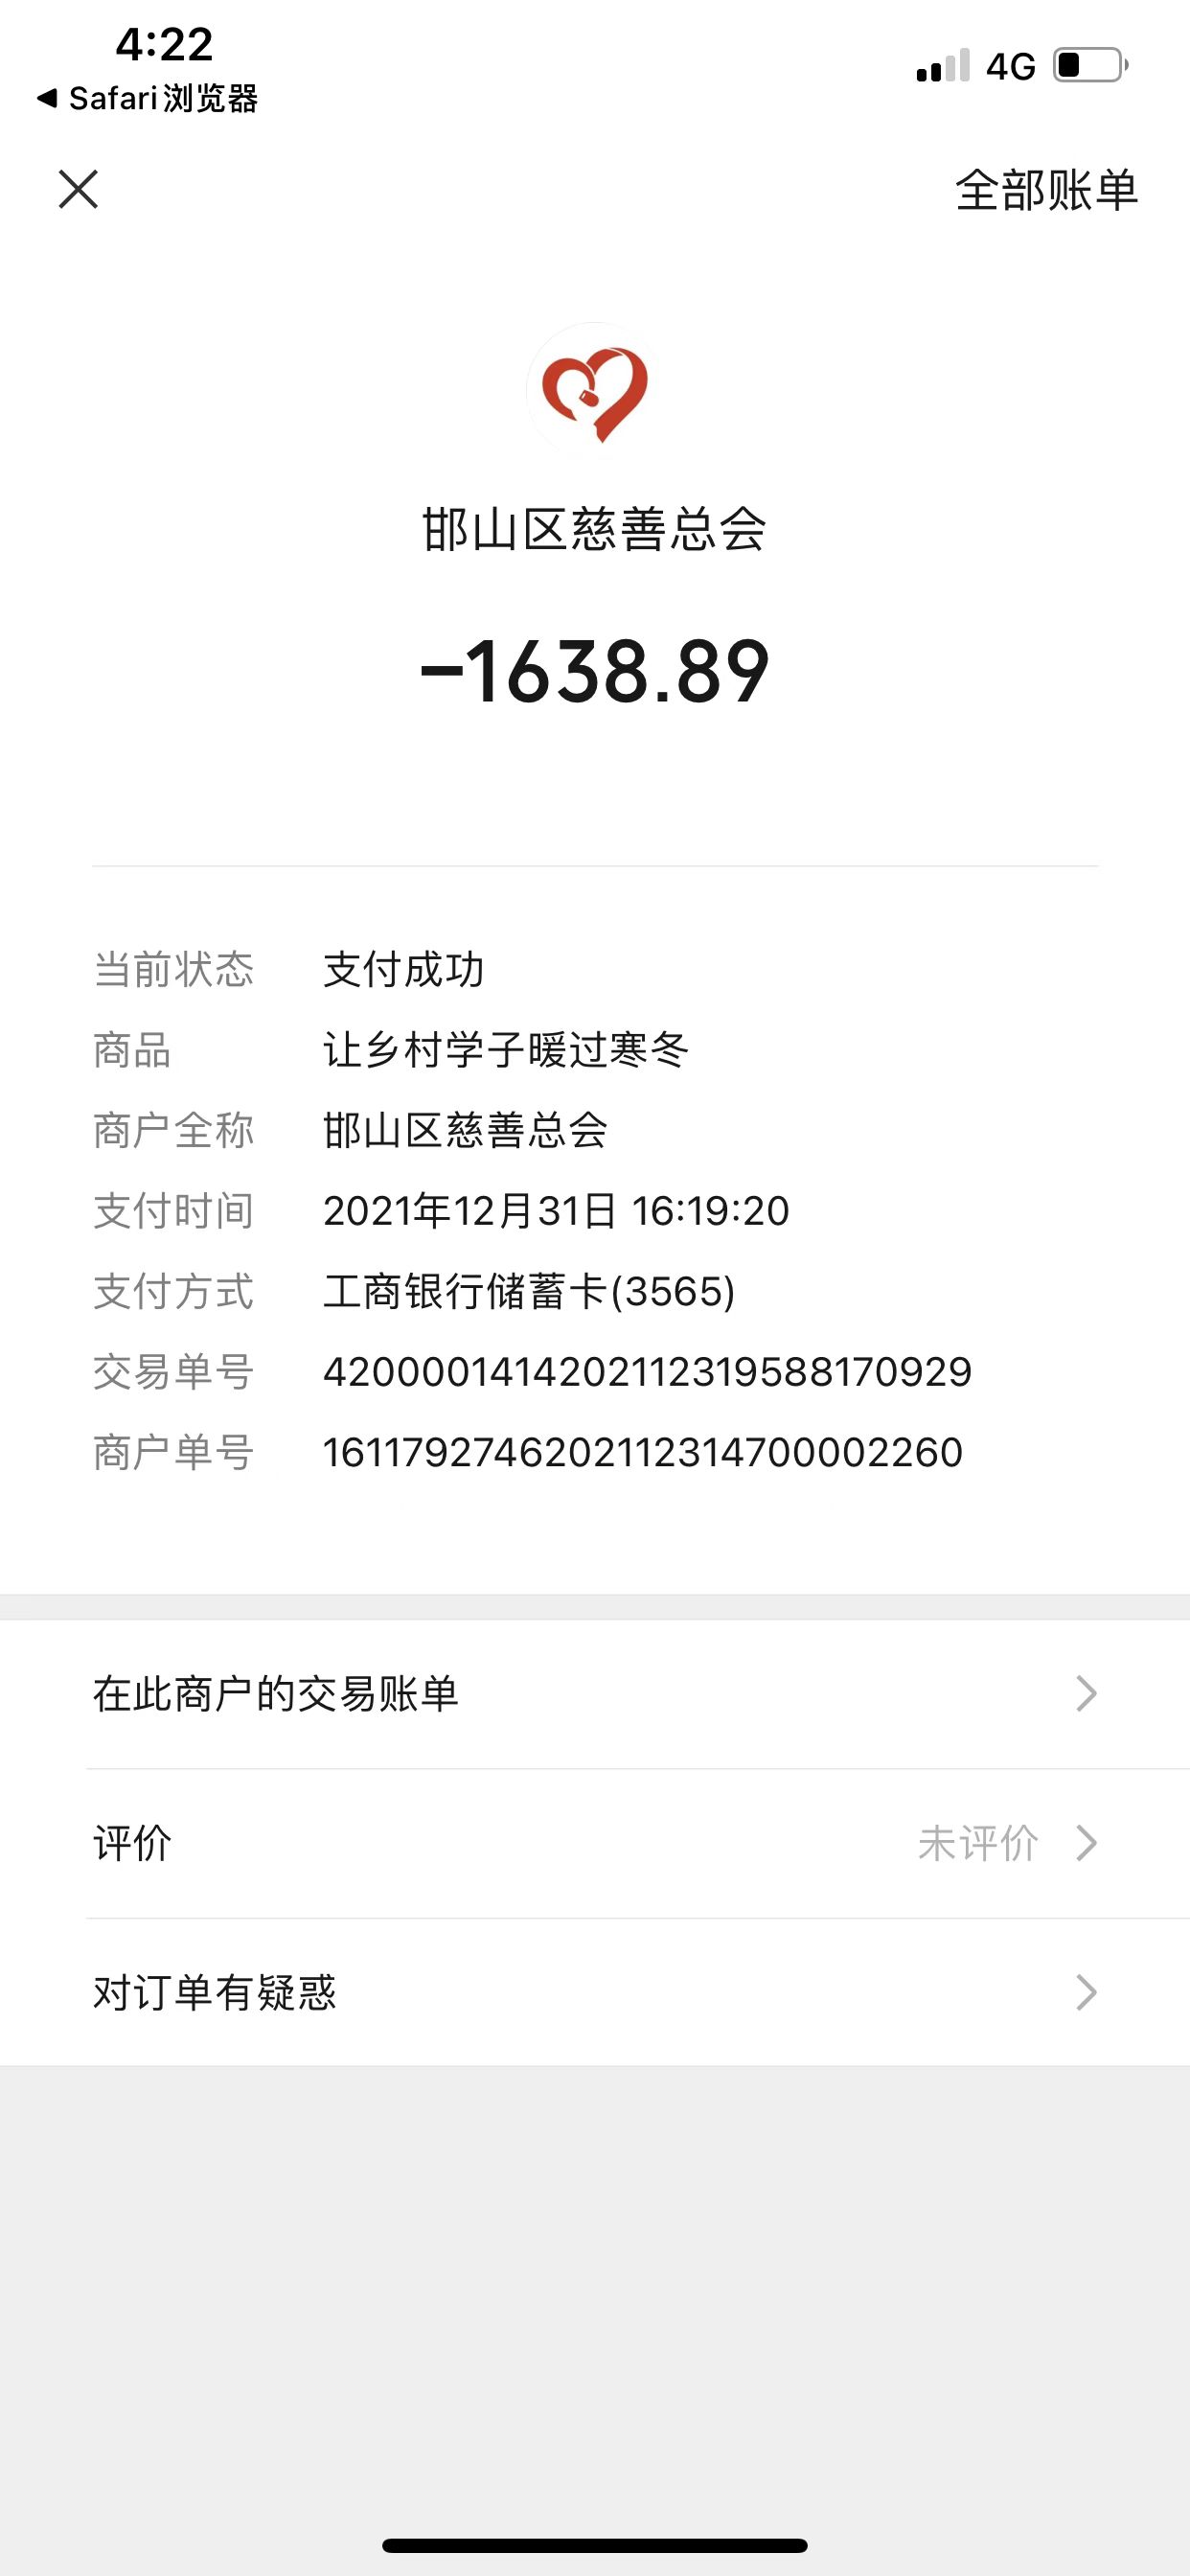 4:22
4G
Safari浏览器
全部账单
邯山区慈善总会
-1638.89
当前状态 支付成功
商品 让乡村学子暖过寒冬
商户全称 邯山区慈善总会
支付时间 2021年12月31日 16:19:20
支付方式 工商银行储蓄卡(3565)
交易单号 4200001414202112319588170929
商户单号 16117927462021123147​00002260
在此商户的交易账单
评价 未评价
对订单有疑惑